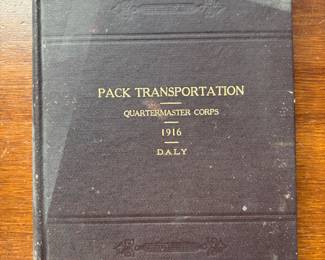 PACK TRANSPORTATION
QUARTERMASTER CORPS
1916
DALY